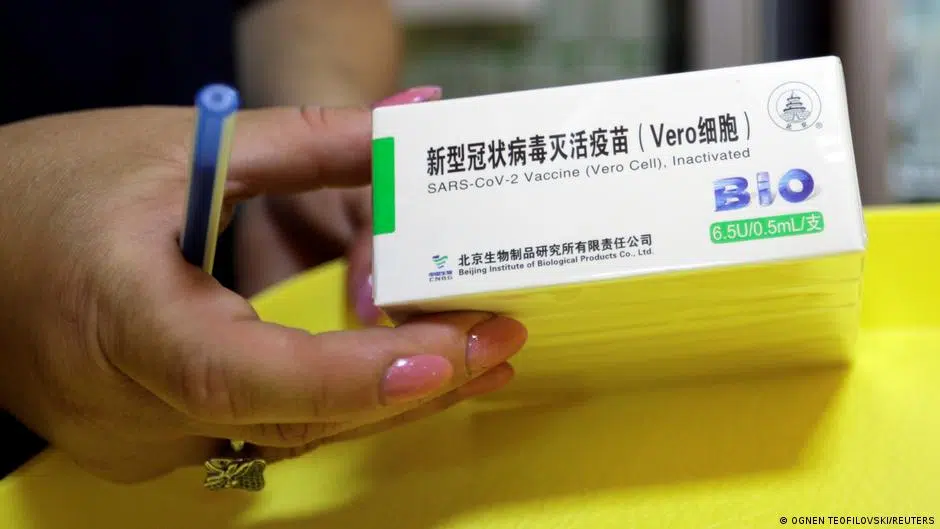 新型冠状病毒灭活疫苗（Vero细胞）
SARS-CoV-2 Vaccine (Vero Cell), Inactivated
BIO
6.5U/0.5mL/支
北京生物制品研究所有限责任公司
Beijing Institute of Biological Products Co., Ltd.
CNBG
®
© OGNEN TEOFILOVSKI/REUTERS